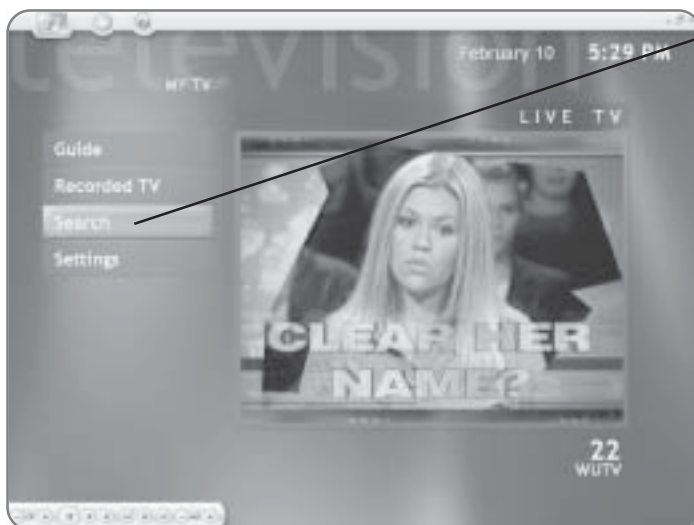 television
February 10 5:29 PM
MY TV
LIVE TV
Guide
Recorded TV
Search
Settings
CLEAR HER
NAME?
22
WUTV